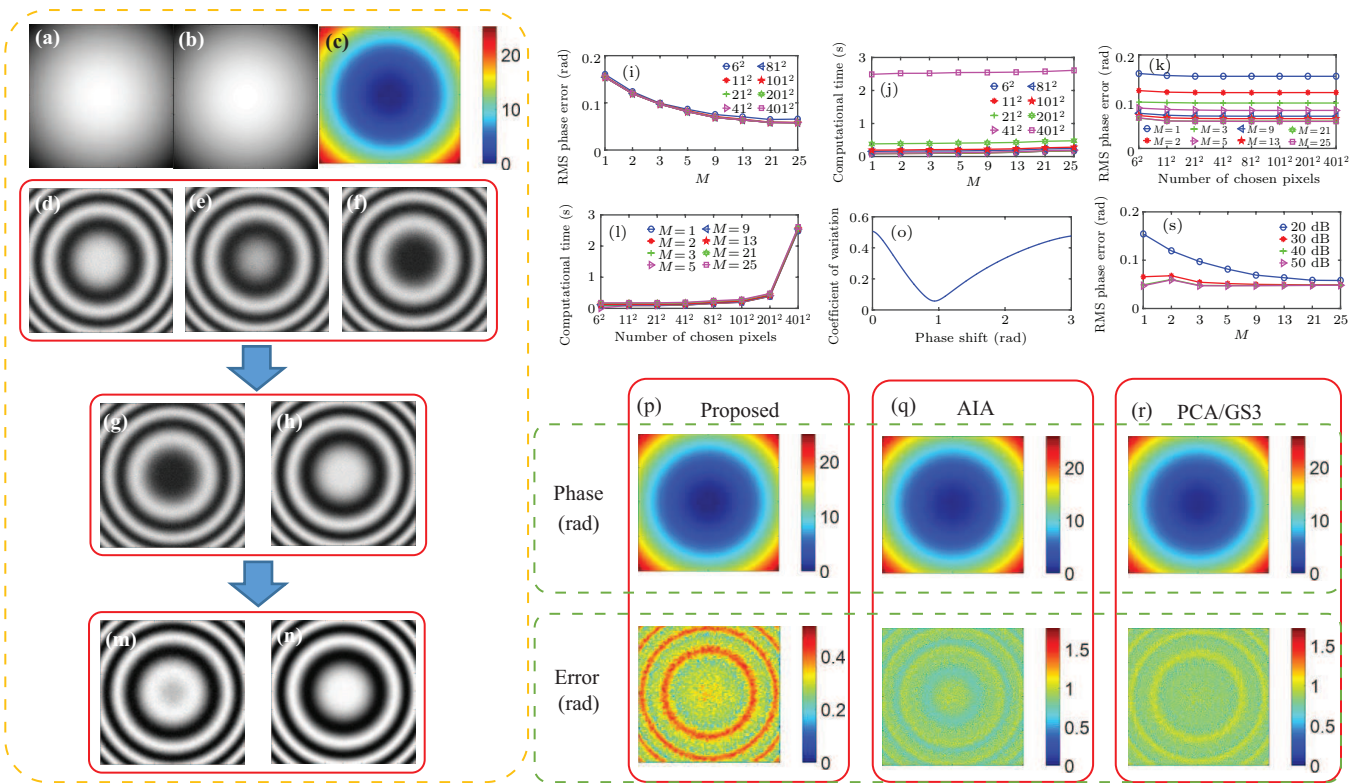 (a)
(b)
(c)
20
10
0
(d)
(e)
(f)
(g)
(h)
(m)
(n)
RMS phase error (rad)
0.2
0.1
0
(i)
6² 81²
11² 101²
21² 201²
41² 401²
1 2 3 5 9 13 21 25
M
Computational time (s)
3
2
1
0
(j)
6² 81²
11² 101²
21² 201²
41² 401²
1 2 3 5 9 13 21 25
M
RMS phase error (rad)
0.2
0.15
0.1
0.05
0
(k)
M=1 M=3 M=9 M=21
M=2 M=5 M=13 M=25
6² 11² 21² 41² 81² 101² 201² 401²
Number of chosen pixels
Computational time (s)
3
2
1
0
(l)
M=1 M=9
M=2 M=13
M=3 M=21
M=5 M=25
6² 11² 21² 41² 81² 101² 201² 401²
Number of chosen pixels
Coefficient of variation
0.6
0.4
0.2
0
(o)
0 1 2 3
Phase shift (rad)
RMS phase error (rad)
0.2
0.1
0
(s)
20 dB
30 dB
40 dB
50 dB
1 2 3 5 9 13 21 25
M
(p) Proposed
(q) AIA
(r) PCA/GS3
Phase
(rad)
20
10
0
20
10
0
20
10
0
Error
(rad)
0.4
0.2
0
1.5
1
0.5
0
1.5
1
0.5
0